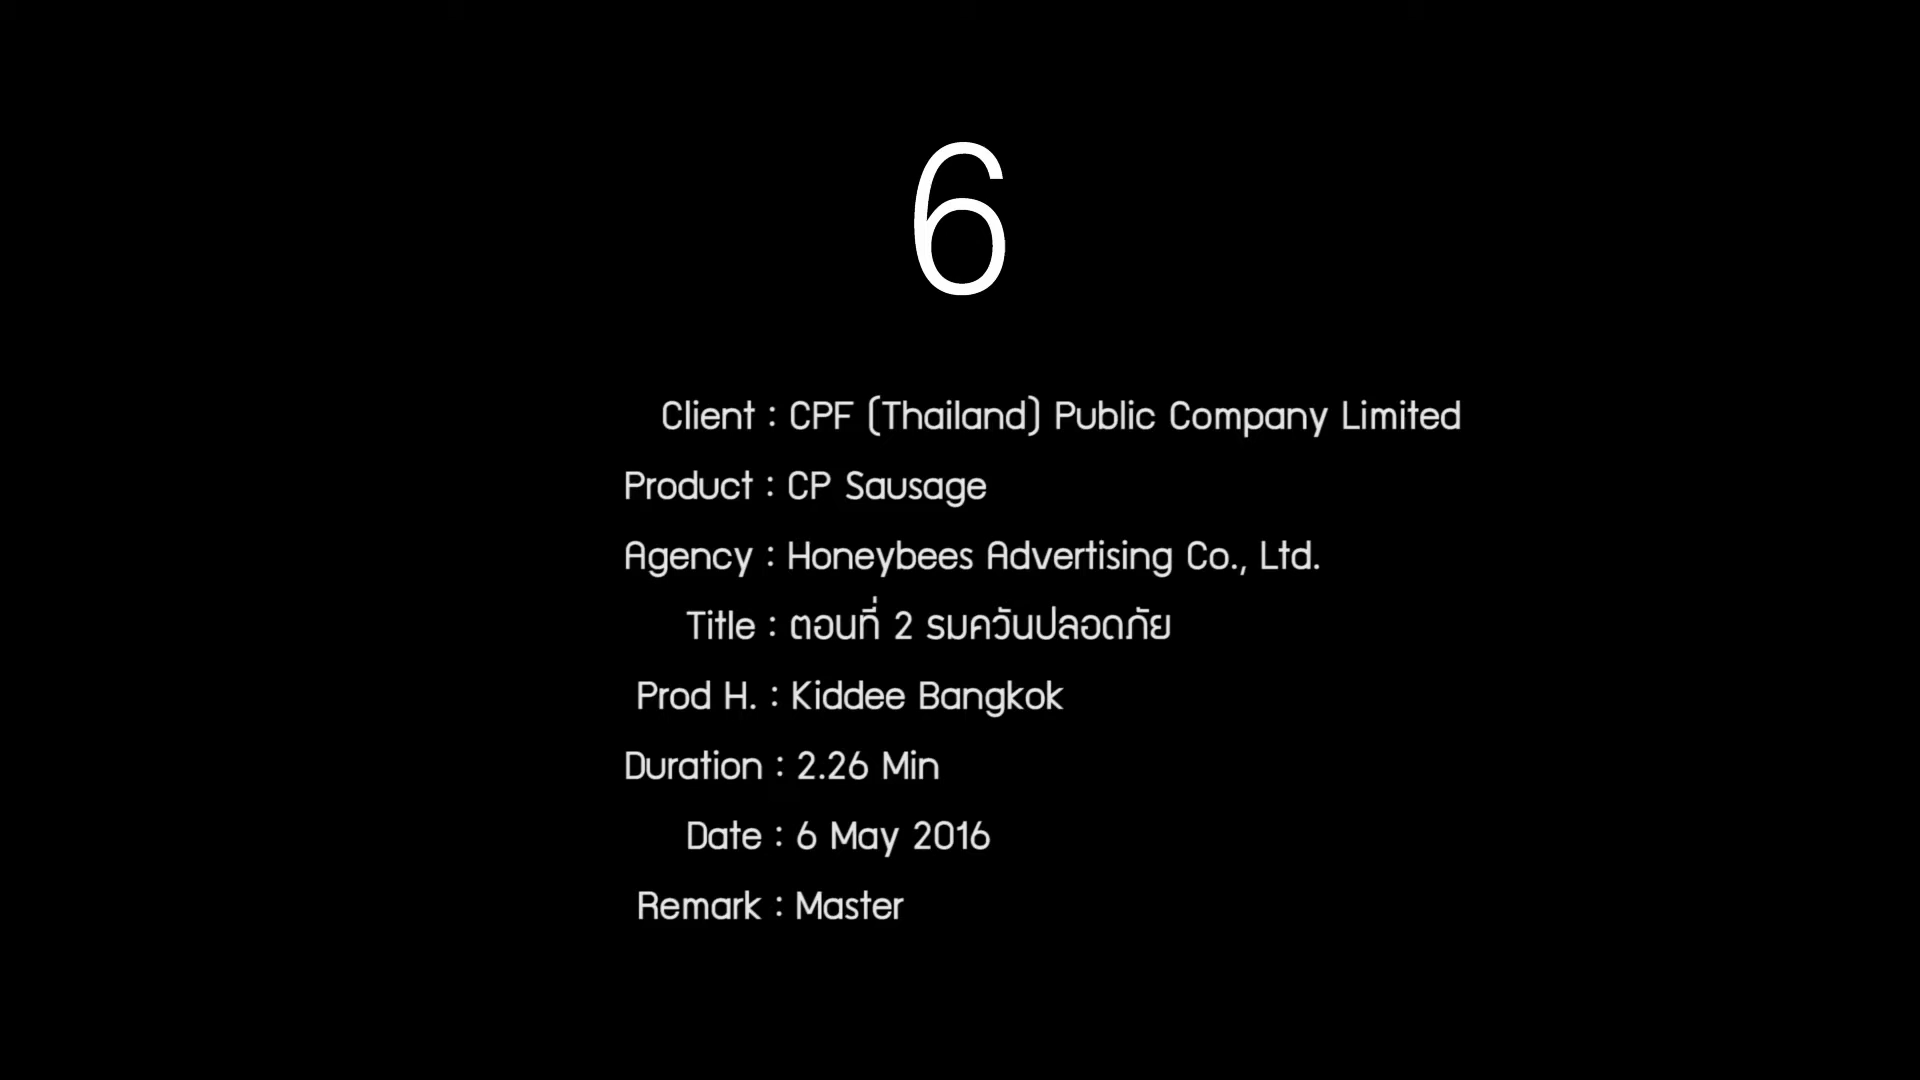 6
Client : CPF (Thailand) Public Company Limited
Product : CP Sausage
Agency : Honeybees Advertising Co., Ltd.
Title : ตอนที่ 2 รมควันปลอดภัย
Prod H. : Kiddee Bangkok
Duration : 2.26 Min
Date : 6 May 2016
Remark : Master